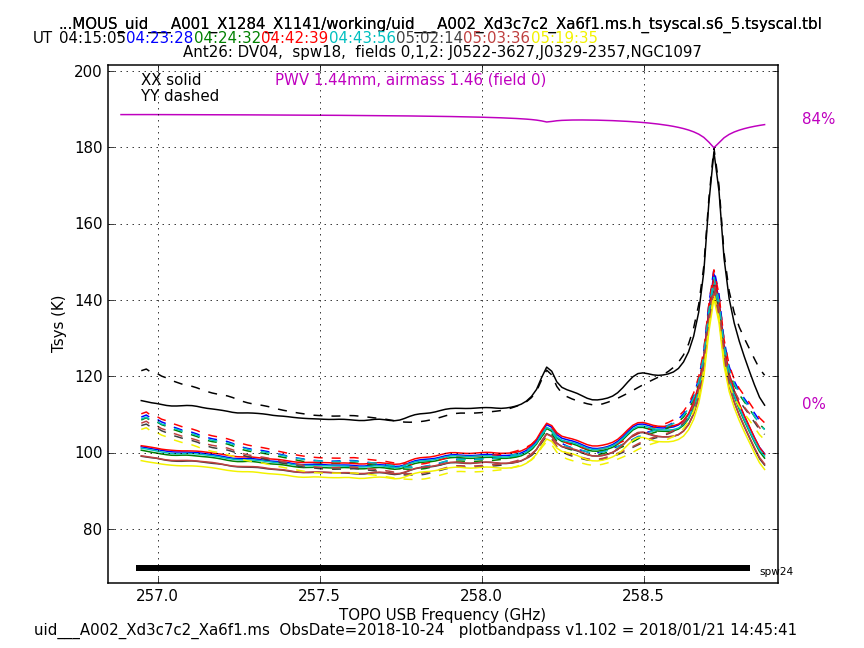 ...MOUS_uid___A001_X1284_X1141/working/uid___A002_Xd3c7c2_Xa6f1.ms.h_tsyscal.s6_5.tsyscal.tbl
UT 04:15:05 04:23:28 04:24:32 04:42:39 04:43:56 05:02:14 05:03:36 05:19:35
Ant26: DV04,  spw18,  fields 0,1,2: J0522-3627,J0329-2357,NGC1097
XX solid
PWV 1.44mm, airmass 1.46 (field 0)
YY dashed
84%
0%
200
180
160
140
120
100
80
Tsys (K)
spw24
257.0 257.5 258.0 258.5
TOPO USB Frequency (GHz)
uid___A002_Xd3c7c2_Xa6f1.ms  ObsDate=2018-10-24   plotbandpass v1.102 = 2018/01/21 14:45:41